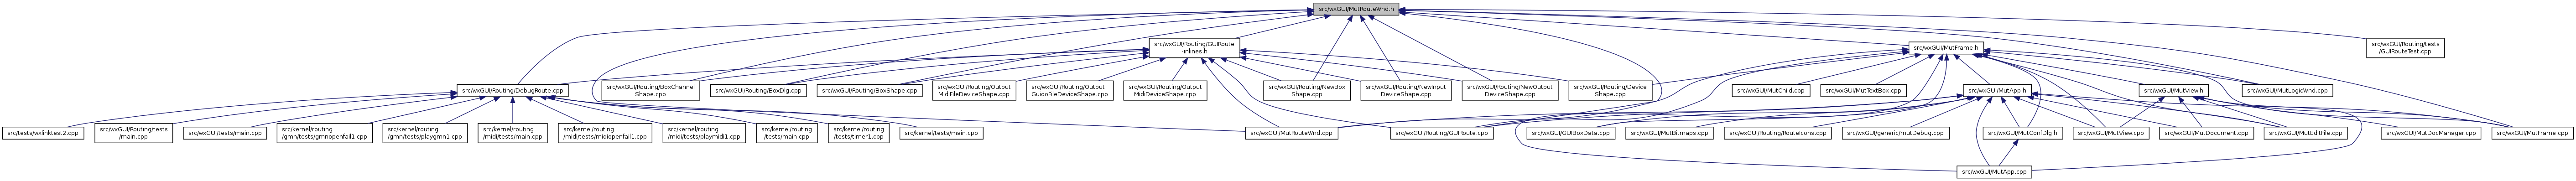 src/wxGUI/MutRouteWnd.h
src/wxGUI/Routing/GUIRoute
-inlines.h
src/wxGUI/MutFrame.h
src/wxGUI/Routing/tests
/GUIRouteTest.cpp
src/wxGUI/Routing/DebugRoute.cpp
src/wxGUI/Routing/BoxChannel
Shape.cpp
src/wxGUI/Routing/BoxDlg.cpp
src/wxGUI/Routing/BoxShape.cpp
src/wxGUI/Routing/Output
MidiFileDeviceShape.cpp
src/wxGUI/Routing/Output
GuidoFileDeviceShape.cpp
src/wxGUI/Routing/Output
MidiDeviceShape.cpp
src/wxGUI/Routing/NewBox
Shape.cpp
src/wxGUI/Routing/NewInput
DeviceShape.cpp
src/wxGUI/Routing/NewOutput
DeviceShape.cpp
src/wxGUI/Routing/Device
Shape.cpp
src/wxGUI/MutChild.cpp
src/wxGUI/MutTextBox.cpp
src/wxGUI/MutApp.h
src/wxGUI/MutView.h
src/wxGUI/MutLogicWnd.cpp
src/tests/wxlinktest2.cpp
src/wxGUI/Routing/tests
/main.cpp
src/wxGUI/tests/main.cpp
src/kernel/routing
/gmn/tests/gmnopenfail1.cpp
src/kernel/routing
/gmn/tests/playgmn1.cpp
src/kernel/routing
/midi/tests/main.cpp
src/kernel/routing
/midi/tests/midiopenfail1.cpp
src/kernel/routing
/midi/tests/playmidi1.cpp
src/kernel/routing
/tests/main.cpp
src/kernel/routing
/tests/timer1.cpp
src/kernel/tests/main.cpp
src/wxGUI/MutRouteWnd.cpp
src/wxGUI/Routing/GUIRoute.cpp
src/wxGUI/GUIBoxData.cpp
src/wxGUI/MutBitmaps.cpp
src/wxGUI/Routing/RouteIcons.cpp
src/wxGUI/generic/mutDebug.cpp
src/wxGUI/MutConfDlg.h
src/wxGUI/MutView.cpp
src/wxGUI/MutDocument.cpp
src/wxGUI/MutEditFile.cpp
src/wxGUI/MutDocManager.cpp
src/wxGUI/MutFrame.cpp
src/wxGUI/MutApp.cpp